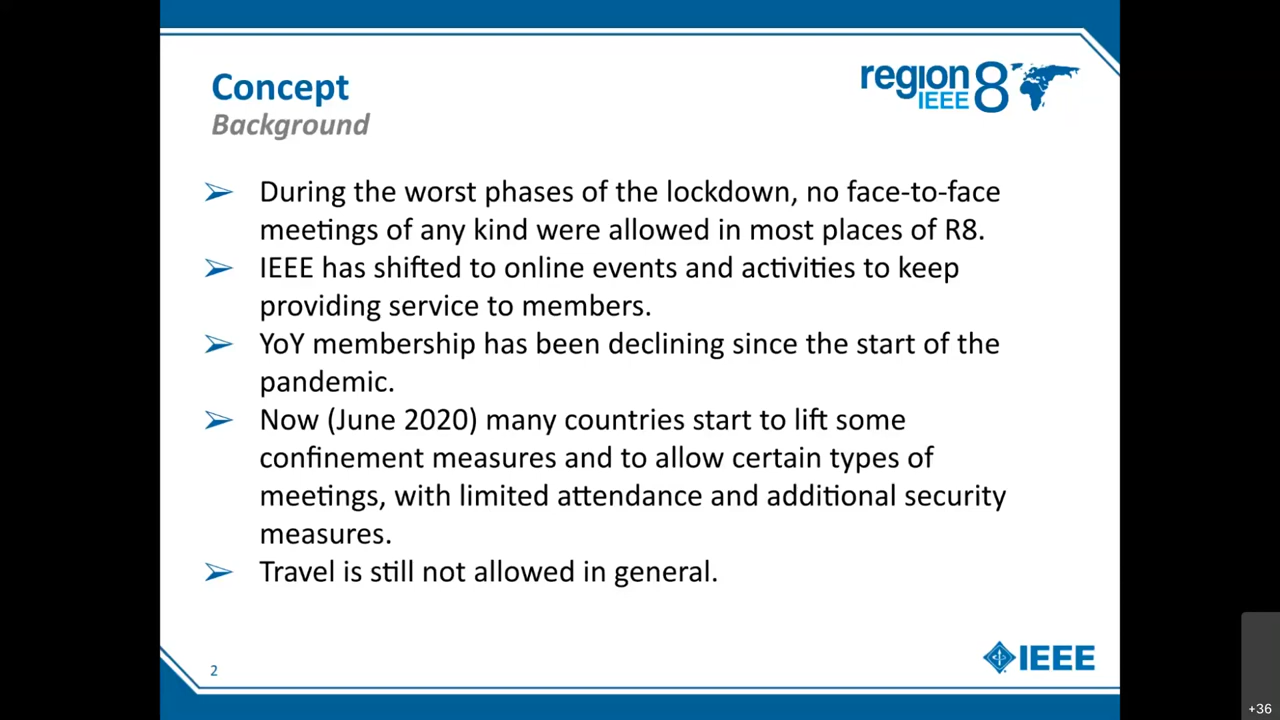 Concept
Background
region 8
IEEE
➢ During the worst phases of the lockdown, no face-to-face
meetings of any kind were allowed in most places of R8.
➢ IEEE has shifted to online events and activities to keep
providing service to members.
➢ YoY membership has been declining since the start of the
pandemic.
➢ Now (June 2020) many countries start to lift some
confinement measures and to allow certain types of
meetings, with limited attendance and additional security
measures.
➢ Travel is still not allowed in general.
2
IEEE
+36